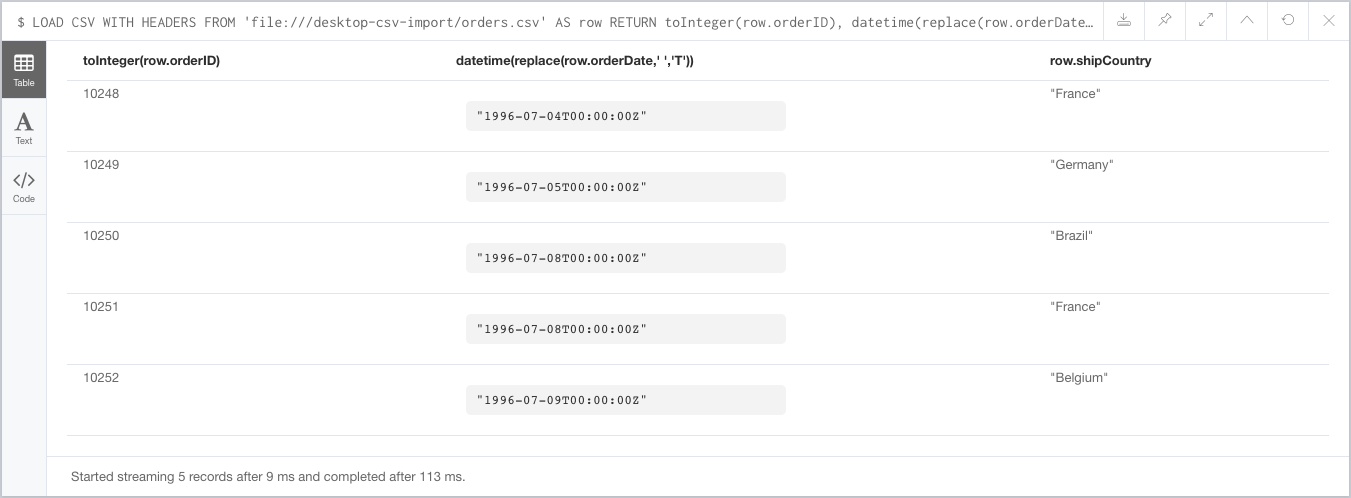 $ LOAD CSV WITH HEADERS FROM 'file:///desktop-csv-import/orders.csv' AS row RETURN toInteger(row.orderID), datetime(replace(row.orderDate…
Table
Text
Code
toInteger(row.orderID) datetime(replace(row.orderDate,' ','T')) row.shipCountry
10248 "1996-07-04T00:00:00Z" "France"
10249 "1996-07-05T00:00:00Z" "Germany"
10250 "1996-07-08T00:00:00Z" "Brazil"
10251 "1996-07-08T00:00:00Z" "France"
10252 "1996-07-09T00:00:00Z" "Belgium"
Started streaming 5 records after 9 ms and completed after 113 ms.